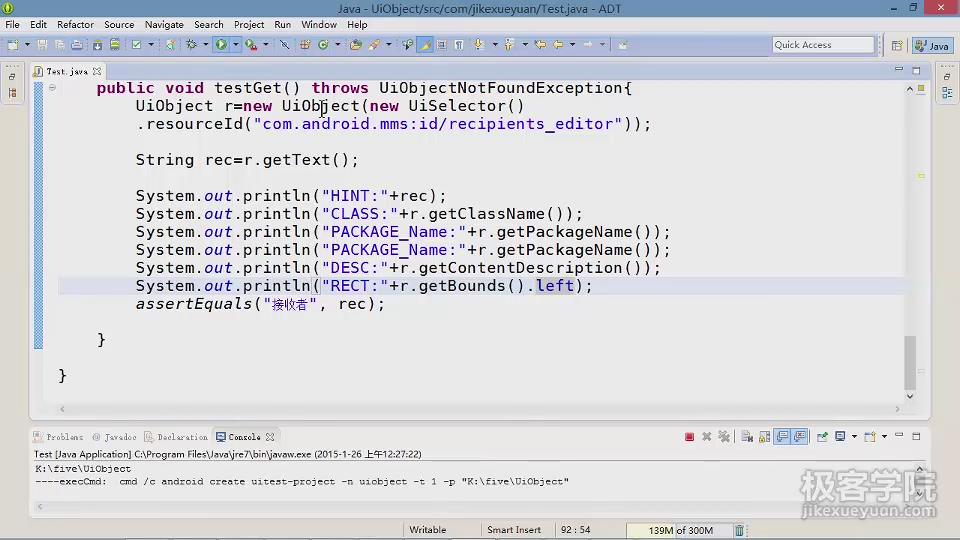 Java - UiObject/src/com/jikexueyuan/Test.java - ADT
File Edit Refactor Source Navigate Search Project Run Window Help
Quick Access Java
Test.java
public void testGet() throws UiObjectNotFoundException{
UiObject r=new UiObject(new UiSelector()
.resourceId("com.android.mms:id/recipients_editor"));
String rec=r.getText();
System.out.println("HINT:"+rec);
System.out.println("CLASS:"+r.getClassName());
System.out.println("PACKAGE_Name:"+r.getPackageName());
System.out.println("PACKAGE_Name:"+r.getPackageName());
System.out.println("DESC:"+r.getContentDescription());
System.out.println("RECT:"+r.getBounds().left);
assertEquals("接收者", rec);
}
}
Problems Javadoc Declaration Console
Test [Java Application] C:\Program Files\Java\jre7\bin\javaw.exe (2015-1-26 上午12:27:22)
K:\five\UiObject
----execCmd: cmd /c android create uitest-project -n uiobject -t 1 -p "K:\five\UiObject"
极客学院
jikexueyuan.com
Writable Smart Insert 92 : 54 139M of 300M